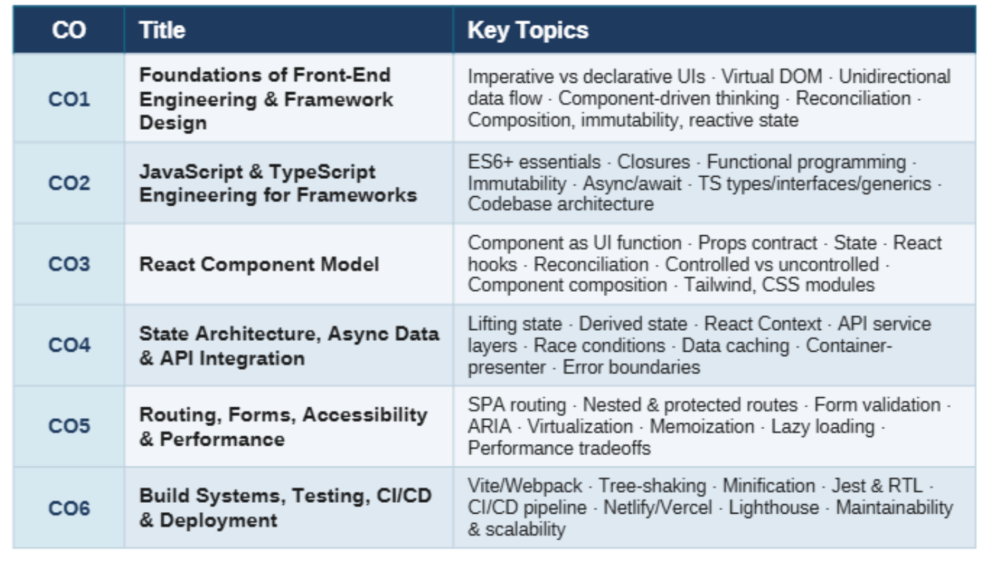 CO Title Key Topics
CO1
Foundations of Front-End
Engineering & Framework
Design
Imperative vs declarative UIs · Virtual DOM · Unidirectional
data flow · Component-driven thinking · Reconciliation ·
Composition, immutability, reactive state
CO2
JavaScript & TypeScript
Engineering for Frameworks
ES6+ essentials · Closures · Functional programming ·
Immutability · Async/await · TS types/interfaces/generics ·
Codebase architecture
CO3
React Component Model
Component as UI function · Props contract · State · React
hooks · Reconciliation · Controlled vs uncontrolled ·
Component composition · Tailwind, CSS modules
CO4
State Architecture, Async Data
& API Integration
Lifting state · Derived state · React Context · API service
layers · Race conditions · Data caching · Container-
presenter · Error boundaries
CO5
Routing, Forms, Accessibility
& Performance
SPA routing · Nested & protected routes · Form validation ·
ARIA · Virtualization · Memoization · Lazy loading ·
Performance tradeoffs
CO6
Build Systems, Testing, CI/CD
& Deployment
Vite/Webpack · Tree-shaking · Minification · Jest & RTL ·
CI/CD pipeline · Netlify/Vercel · Lighthouse · Maintainability
& scalability